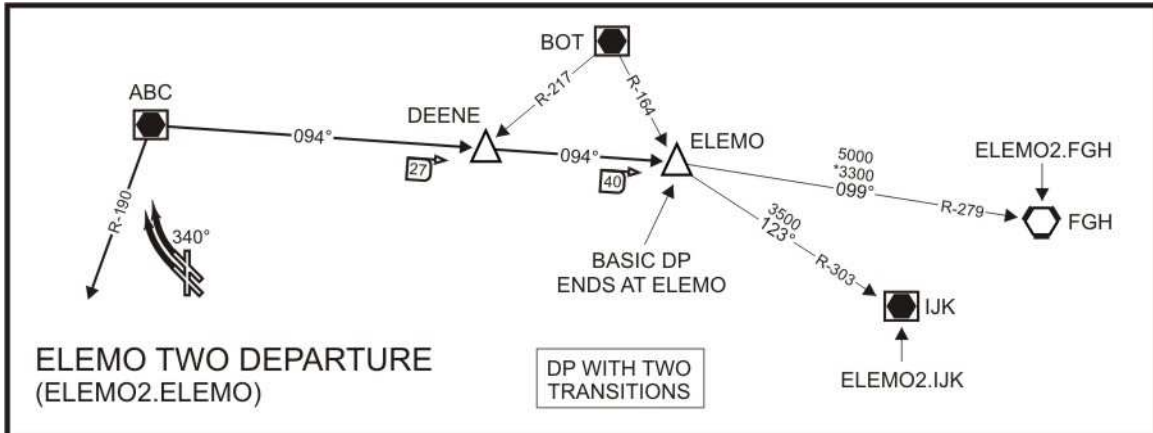 BOT
ABC
R-217
R-164
DEENE
094°
27
094°
40
ELEMO
5000
*3300
099°
R-279
ELEMO2.FGH
FGH
R-190
340°
3500
123°
R-303
BASIC DP
ENDS AT ELEMO
IJK
ELEMO2.IJK
ELEMO TWO DEPARTURE
(ELEMO2.ELEMO)
DP WITH TWO
TRANSITIONS